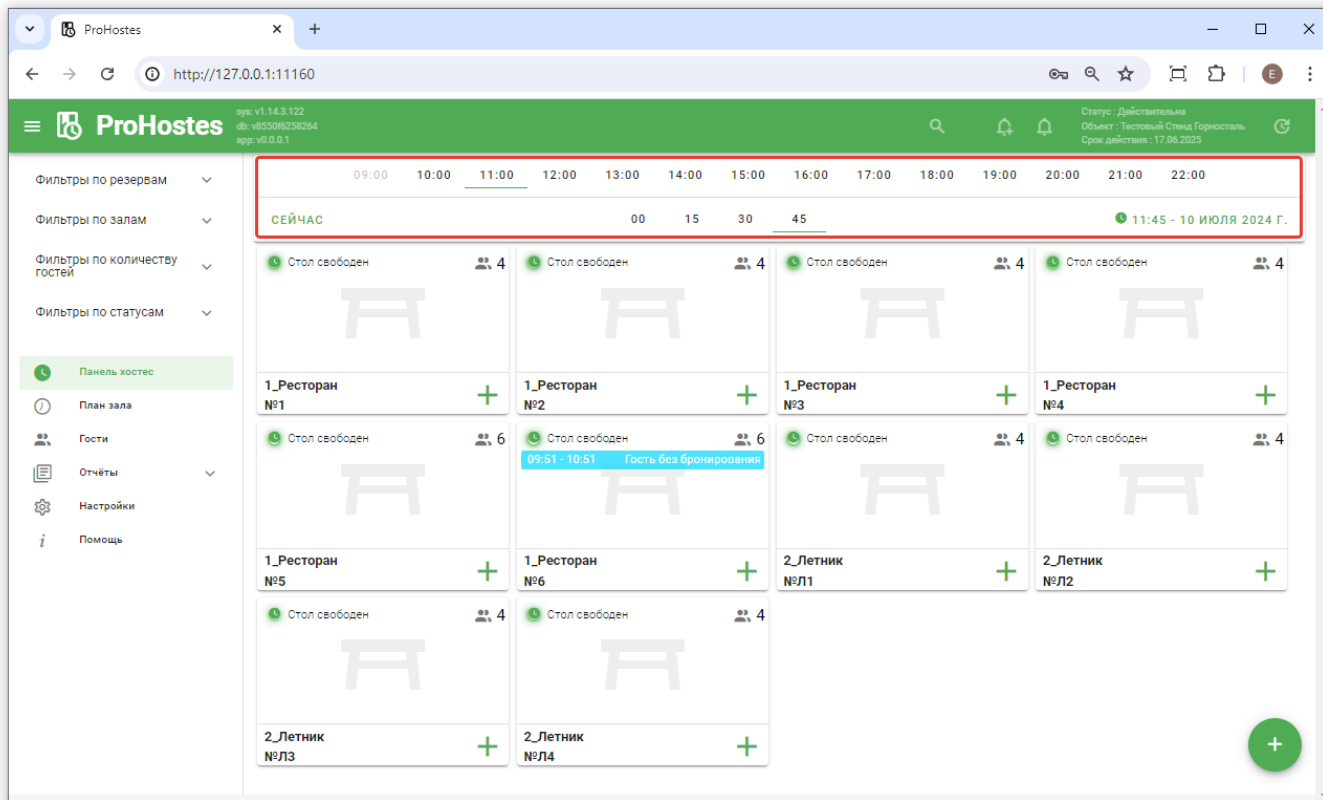 ProHostes
http://127.0.0.1:11160
E
ProHostes
sys: v1.14.3.122
db: v8550f6258264
app: v0.0.0.1
Статус : Действительна
Объект : Тестовый Стенд Горносталь
Срок действия : 17.06.2025
Фильтры по резервам
Фильтры по залам
Фильтры по количеству
гостей
Фильтры по статусам
Панель хостес
План зала
Гости
Отчёты
Настройки
i Помощь
09:00 10:00 11:00 12:00 13:00 14:00 15:00 16:00 17:00 18:00 19:00 20:00 21:00 22:00
СЕЙЧАС 00 15 30 45 11:45 - 10 ИЮЛЯ 2024 Г.
Стол свободен 4 Стол свободен 4 Стол свободен 4 Стол свободен 4
1_Ресторан 1_Ресторан 1_Ресторан 1_Ресторан
№1 №2 №3 №4
Стол свободен 6 Стол свободен 6 Стол свободен 4 Стол свободен 4
09:51 - 10:51 Гость без бронирования
1_Ресторан 1_Ресторан 2_Летник 2_Летник
№5 №6 №Л1 №Л2
Стол свободен 4 Стол свободен 4
2_Летник 2_Летник
№Л3 №Л4